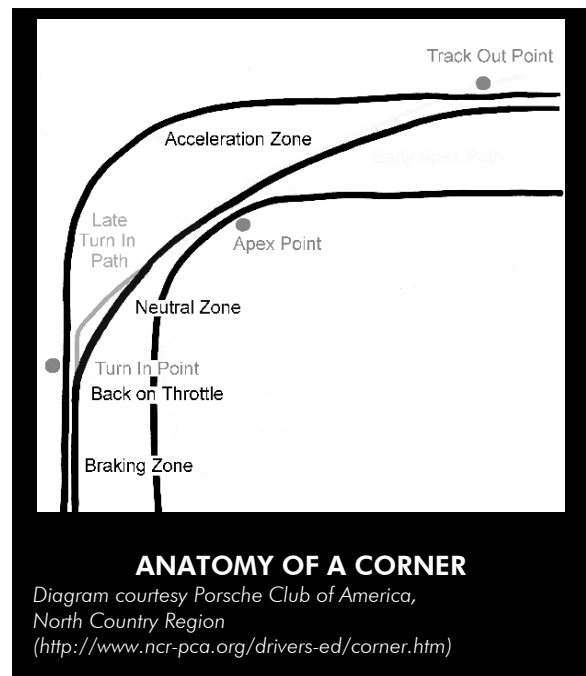 Track Out Point
Acceleration Zone
Early Apex Path
Late
Turn In
Path
Apex Point
Neutral Zone
Turn In Point
Back on Throttle
Braking Zone
ANATOMY OF A CORNER
Diagram courtesy Porsche Club of America,
North Country Region
(http://www.ncr-pca.org/drivers-ed/corner.htm)